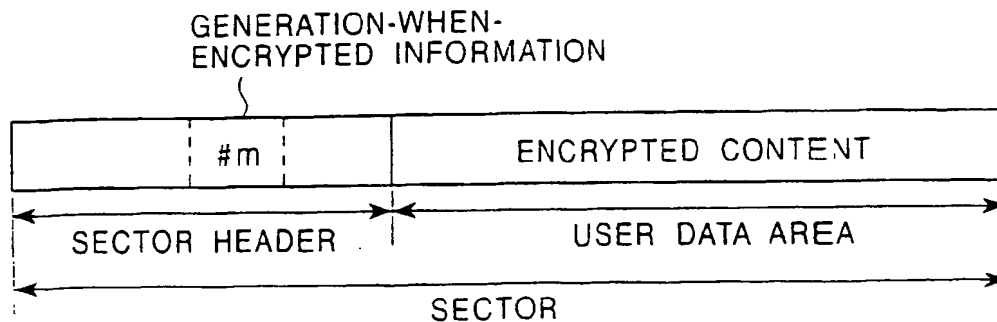 GENERATION-WHEN-
ENCRYPTED INFORMATION
#m
ENCRYPTED CONTENT
SECTOR HEADER
USER DATA AREA
SECTOR